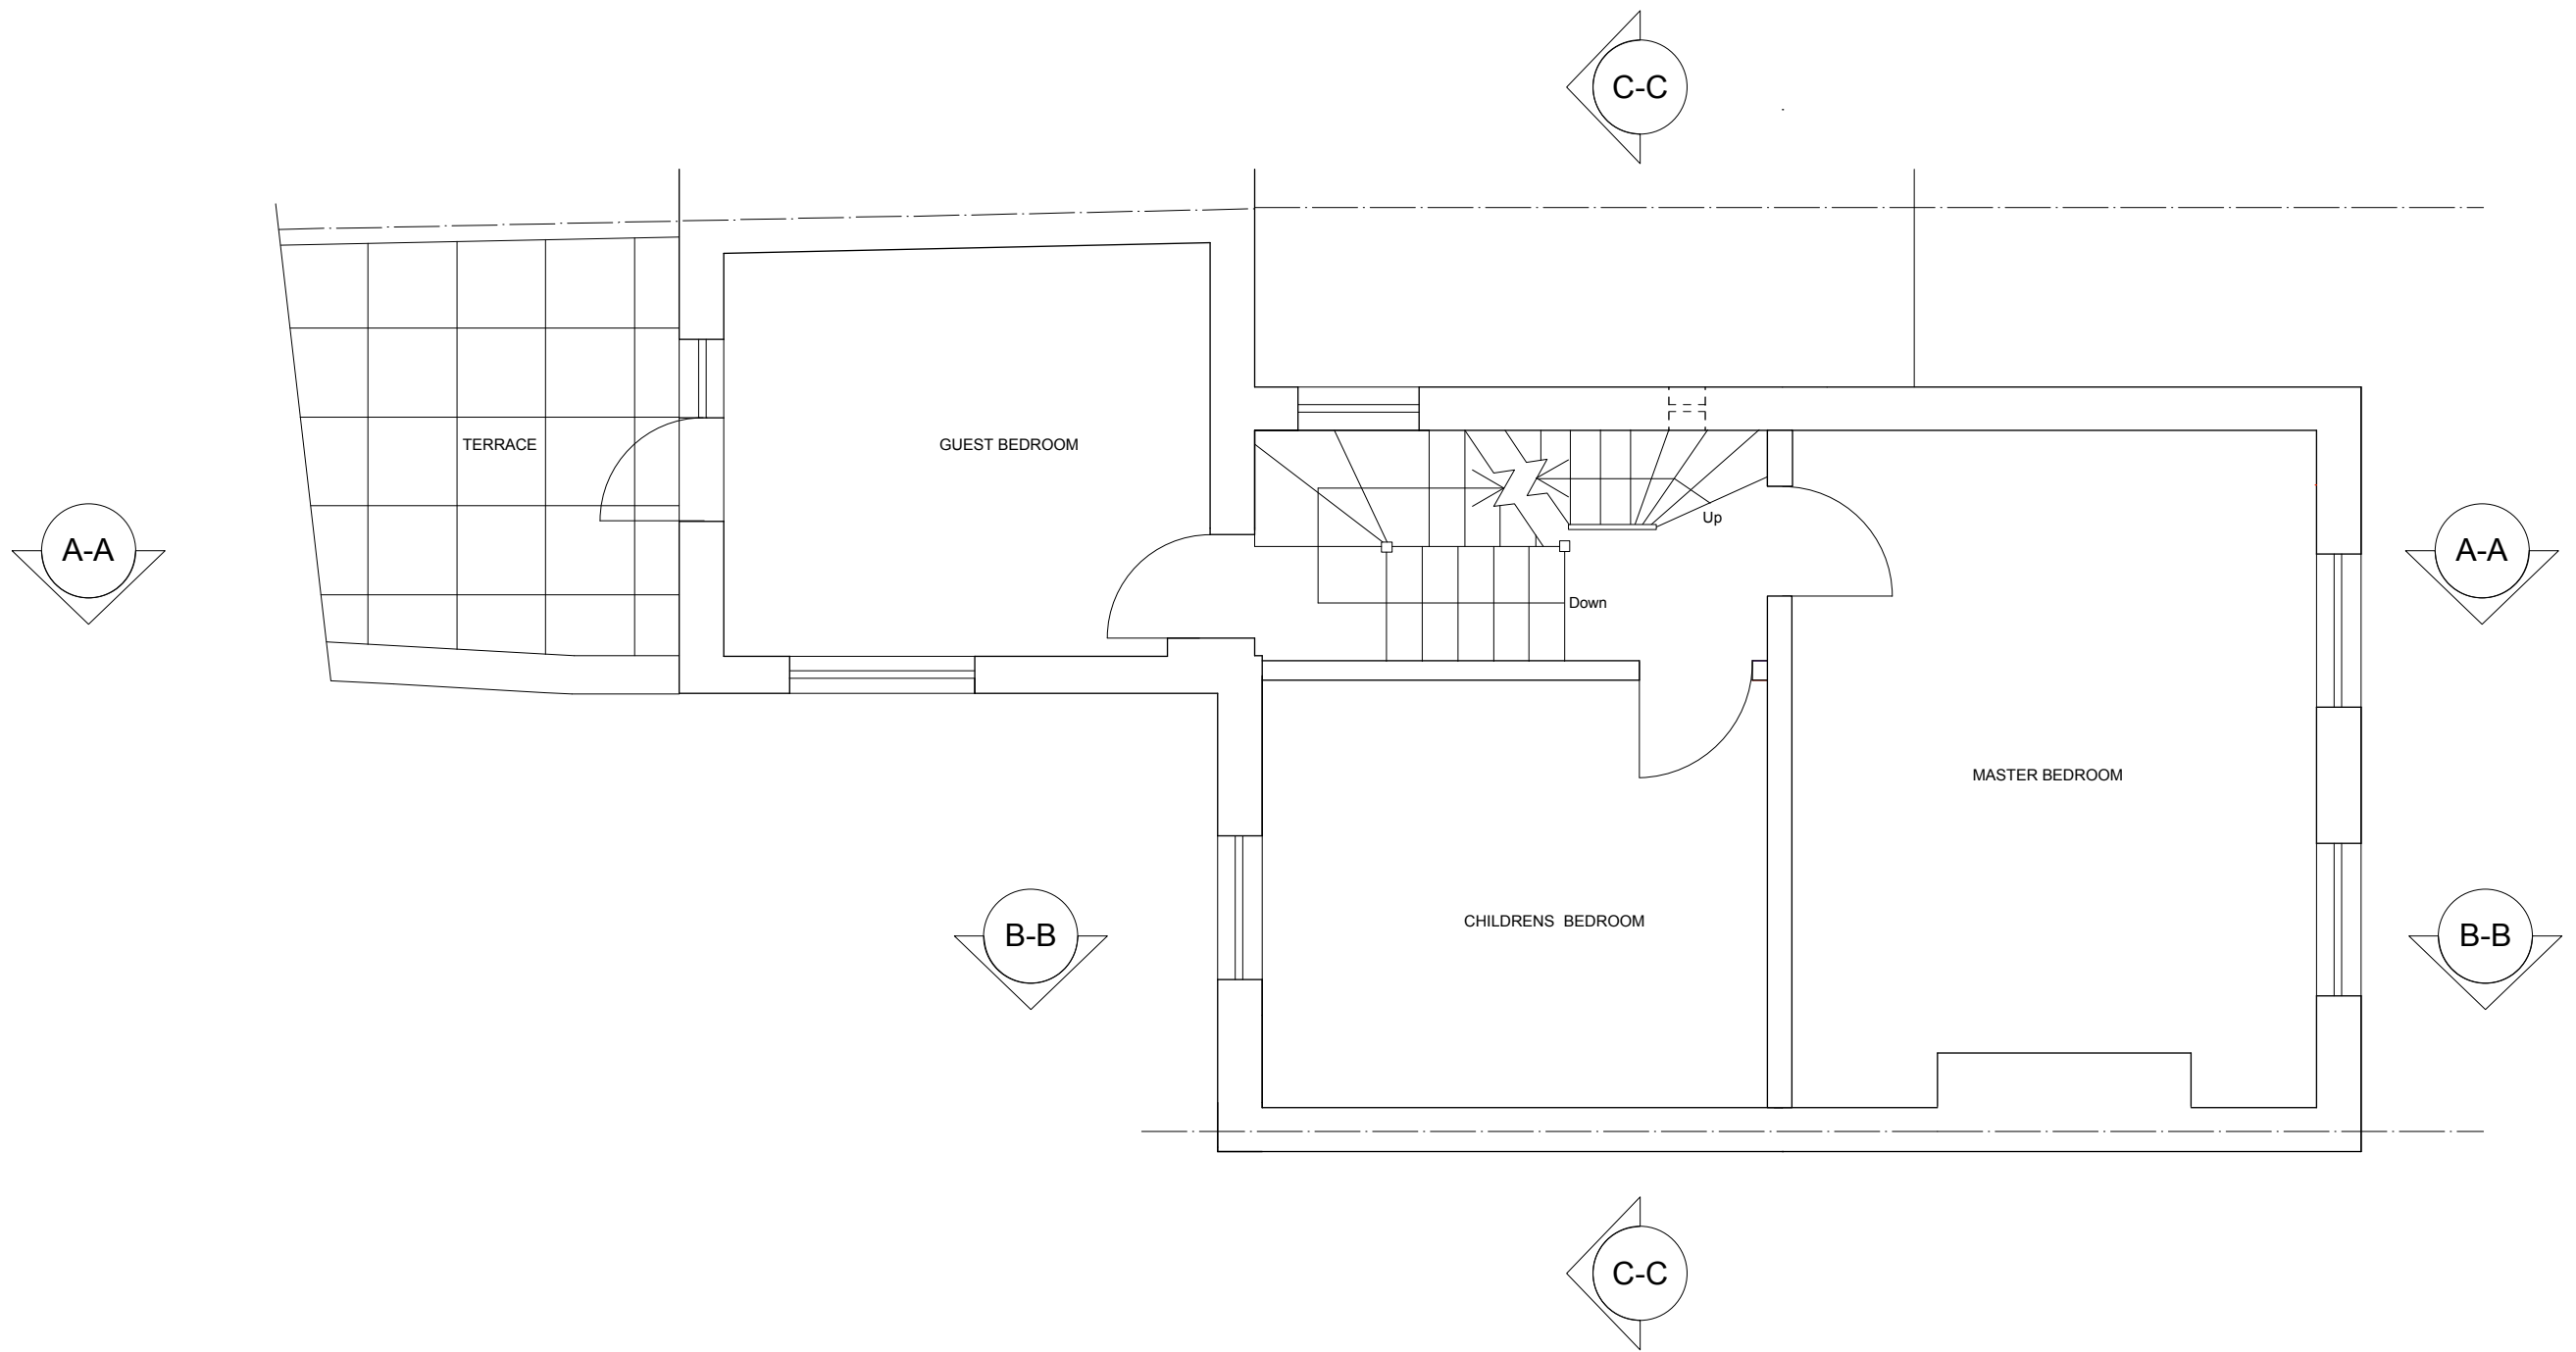 C-C
TERRACE
GUEST BEDROOM
Up
A-A
A-A
Down
MASTER BEDROOM
CHILDRENS BEDROOM
B-B
B-B
C-C